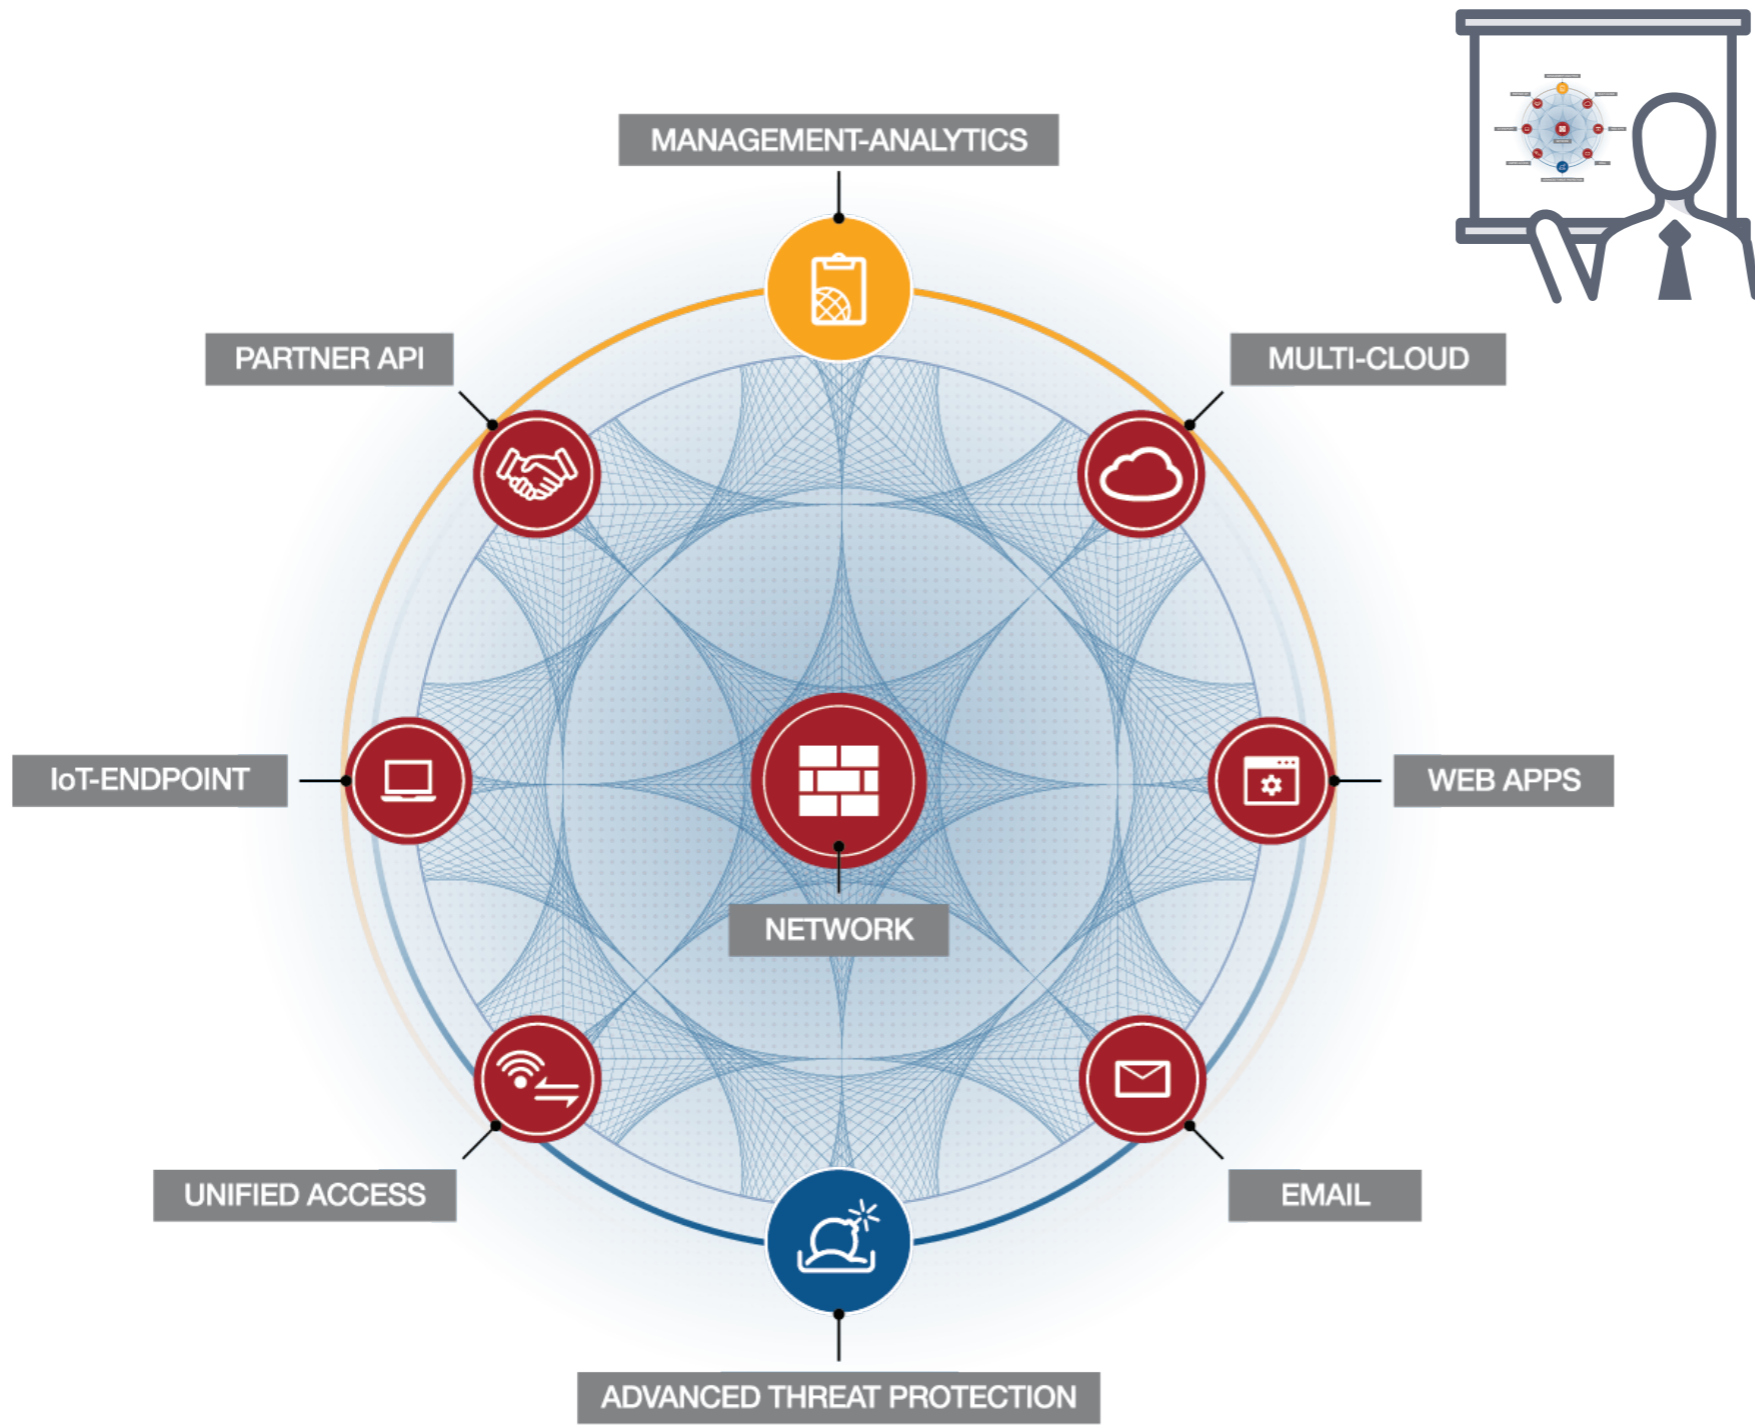 MANAGEMENT-ANALYTICS
PARTNER API
MULTI-CLOUD
IoT-ENDPOINT
WEB APPS
NETWORK
UNIFIED ACCESS
EMAIL
ADVANCED THREAT PROTECTION